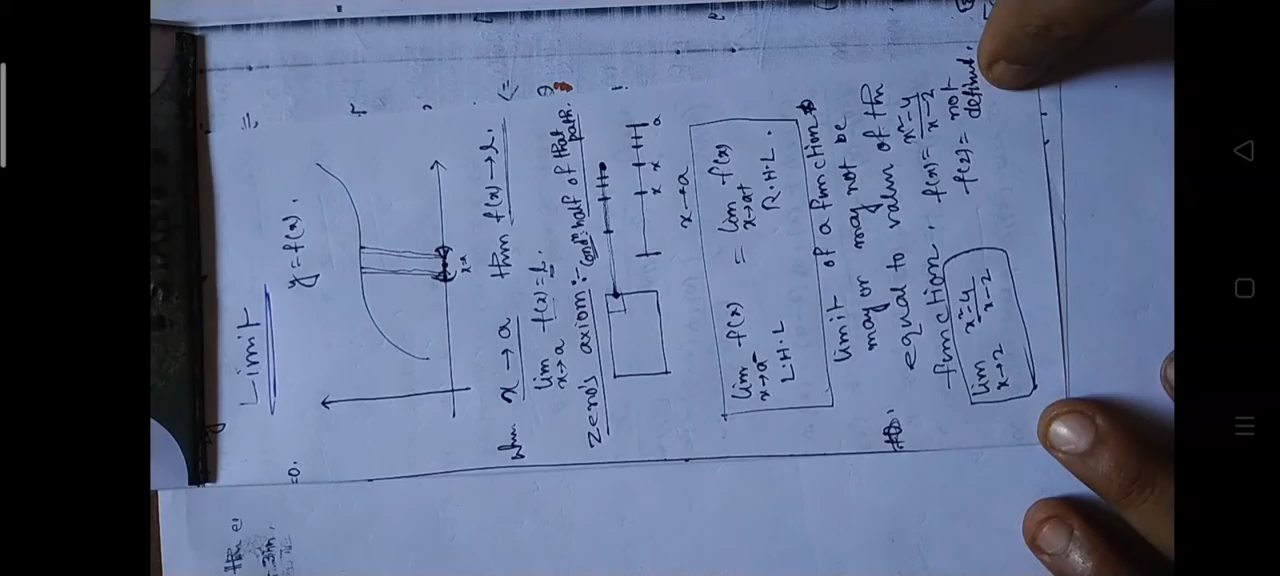 Limit
y = f(x).
x→a
When x → a then f(x) → l.
lim f(x) = l.
x→a
Zeno's axiom:- half of that path.
a
x x
x→a
lim f(x) = lim f(x)
x→a⁻ x→a⁺
L.H.L R.H.L.
limit of a function
may or may not be
equal to value of the
function. f(x) = x²-4/x-2
lim x²-4/x-2 f(2) = not defined.
x→2
=0.